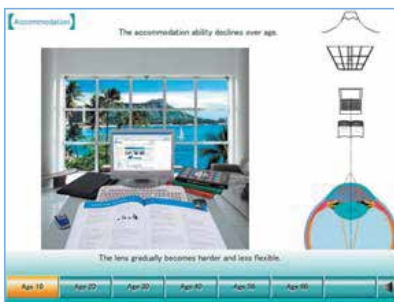 【Accommodation】
The accommodation ability declines over age.
The lens gradually becomes harder and less flexible.
Age 10 Age 20 Age 30 Age 40 Age 50 Age 60